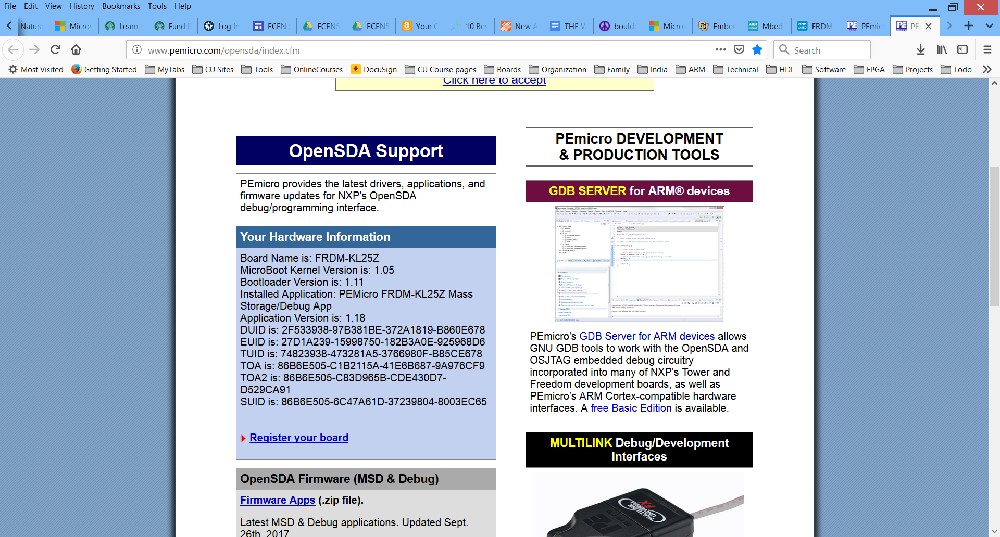 File Edit View History Bookmarks Tools Help
Natura Micros Learn Fund F Log In ECEN ECEN5 ECEN5 Your C 10 Bes New A THE V bould Micros Embec Mbed FRDM PEmic PE
www.pemicro.com/opensda/index.cfm
Search
Most Visited Getting Started MyTabs CU Sites Tools OnlineCourses DocuSign CU Course pages Boards Organization Family India ARM Technical HDL Software FPGA Projects Todo
Click here to accept
OpenSDA Support
PEmicro provides the latest drivers, applications, and
firmware updates for NXP's OpenSDA
debug/programming interface.
Your Hardware Information
Board Name is: FRDM-KL25Z
MicroBoot Kernel Version is: 1.05
Bootloader Version is: 1.11
Installed Application: PEMicro FRDM-KL25Z Mass
Storage/Debug App
Application Version is: 1.18
DUID is: 2F533938-97B381BE-372A1819-B860E678
EUID is: 27D1A239-15998750-182B3A0E-925968D6
TUID is: 74823938-473281A5-3766980F-B85CE678
TOA is: 86B6E505-C1B2115A-41E6B687-9A976CF9
TOA2 is: 86B6E505-C83D965B-CDE430D7-
D529CA91
SUID is: 86B6E505-6C47A61D-37239804-8003EC65
Register your board
OpenSDA Firmware (MSD & Debug)
Firmware Apps (.zip file).
Latest MSD & Debug applications. Updated Sept.
26th, 2017
PEmicro DEVELOPMENT
& PRODUCTION TOOLS
GDB SERVER for ARM® devices
PEmicro's GDB Server for ARM devices allows
GNU GDB tools to work with the OpenSDA and
OSJTAG embedded debug circuitry
incorporated into many of NXP's Tower and
Freedom development boards, as well as
PEmicro's ARM Cortex-compatible hardware
interfaces. A free Basic Edition is available.
MULTILINK Debug/Development
Interfaces
MULTILINK
UNIVERSAL
FX
PE